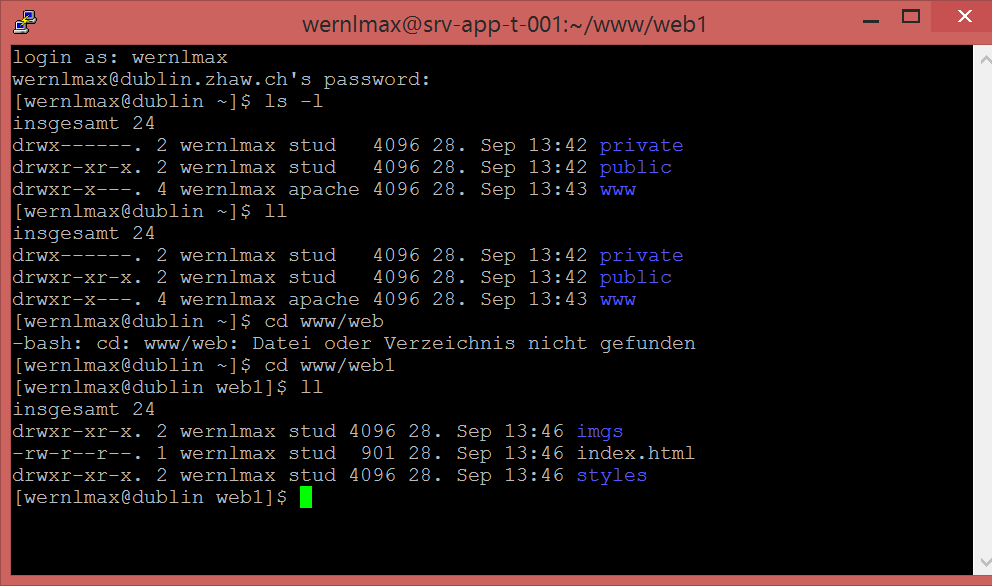 wernlmax@srv-app-t-001:~/www/web1
login as: wernlmax
wernlmax@dublin.zhaw.ch's password:
[wernlmax@dublin ~]$ ls -l
insgesamt 24
drwx------. 2 wernlmax stud   4096 28. Sep 13:42 private
drwxr-xr-x. 2 wernlmax stud   4096 28. Sep 13:42 public
drwxr-x---. 4 wernlmax apache 4096 28. Sep 13:43 www
[wernlmax@dublin ~]$ ll
insgesamt 24
drwx------. 2 wernlmax stud   4096 28. Sep 13:42 private
drwxr-xr-x. 2 wernlmax stud   4096 28. Sep 13:42 public
drwxr-x---. 4 wernlmax apache 4096 28. Sep 13:43 www
[wernlmax@dublin ~]$ cd www/web
-bash: cd: www/web: Datei oder Verzeichnis nicht gefunden
[wernlmax@dublin ~]$ cd www/web1
[wernlmax@dublin web1]$ ll
insgesamt 24
drwxr-xr-x. 2 wernlmax stud 4096 28. Sep 13:46 imgs
-rw-r--r--. 1 wernlmax stud  901 28. Sep 13:46 index.html
drwxr-xr-x. 2 wernlmax stud 4096 28. Sep 13:46 styles
[wernlmax@dublin web1]$